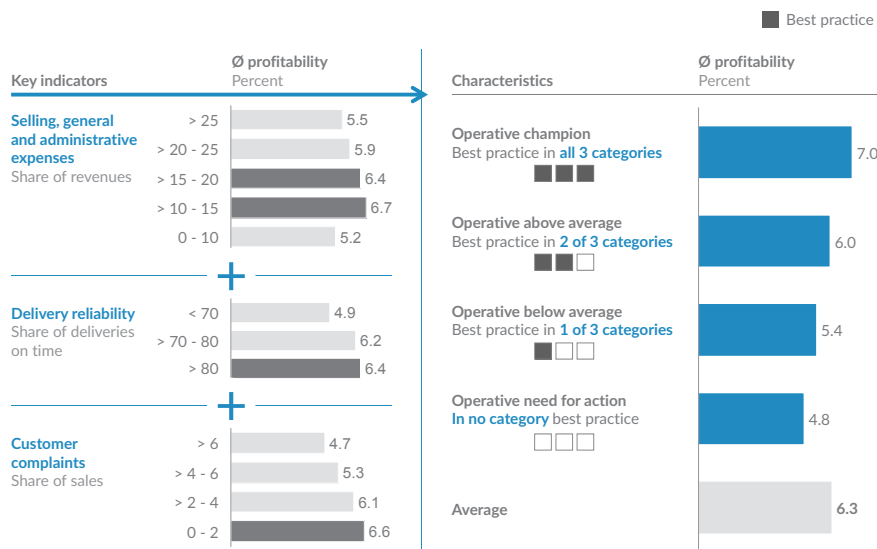 Best practice
Key indicators
Ø profitability
Percent
Selling, general
and administrative
expenses
Share of revenues
> 25
5.5
> 20 - 25
5.9
> 15 - 20
6.4
> 10 - 15
6.7
0 - 10
5.2
Delivery reliability
Share of deliveries
on time
< 70
4.9
> 70 - 80
6.2
> 80
6.4
Customer
complaints
Share of sales
> 6
4.7
> 4 - 6
5.3
> 2 - 4
6.1
0 - 2
6.6
Characteristics
Ø profitability
Percent
Operative champion
Best practice in all 3 categories
7.0
Operative above average
Best practice in 2 of 3 categories
6.0
Operative below average
Best practice in 1 of 3 categories
5.4
Operative need for action
In no category best practice
4.8
Average
6.3